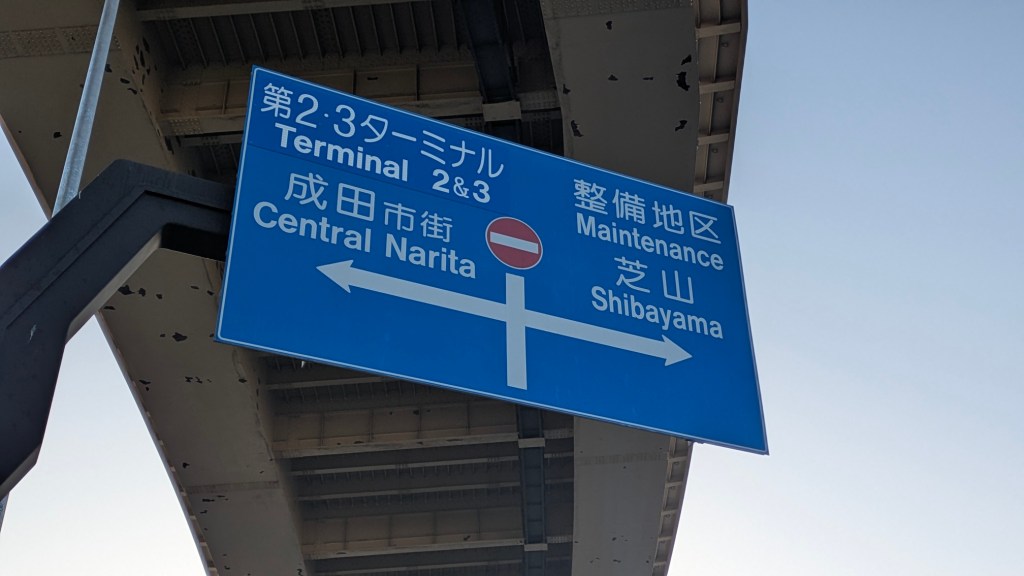 第2・3ターミナル
Terminal 2&3
成田市街
Central Narita
整備地区
Maintenance
芝山
Shibayama